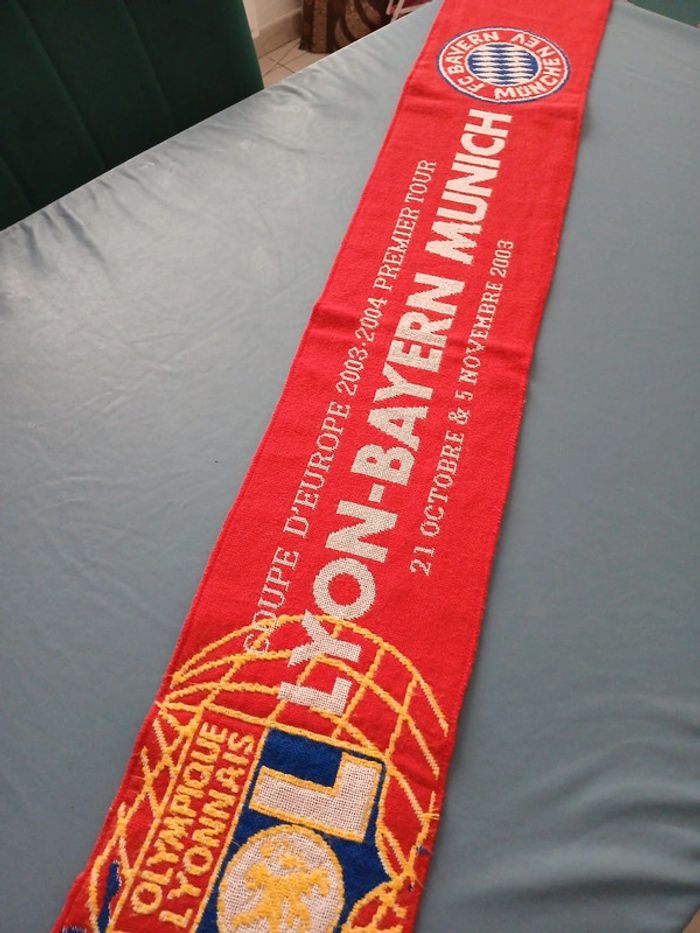 FC BAYERN MÜNCHEN EV
COUPE D'EUROPE 2003-2004 PREMIER TOUR
LYON-BAYERN MUNICH
21 OCTOBRE & 5 NOVEMBRE 2003
OLYMPIQUE
LYONNAIS
OL